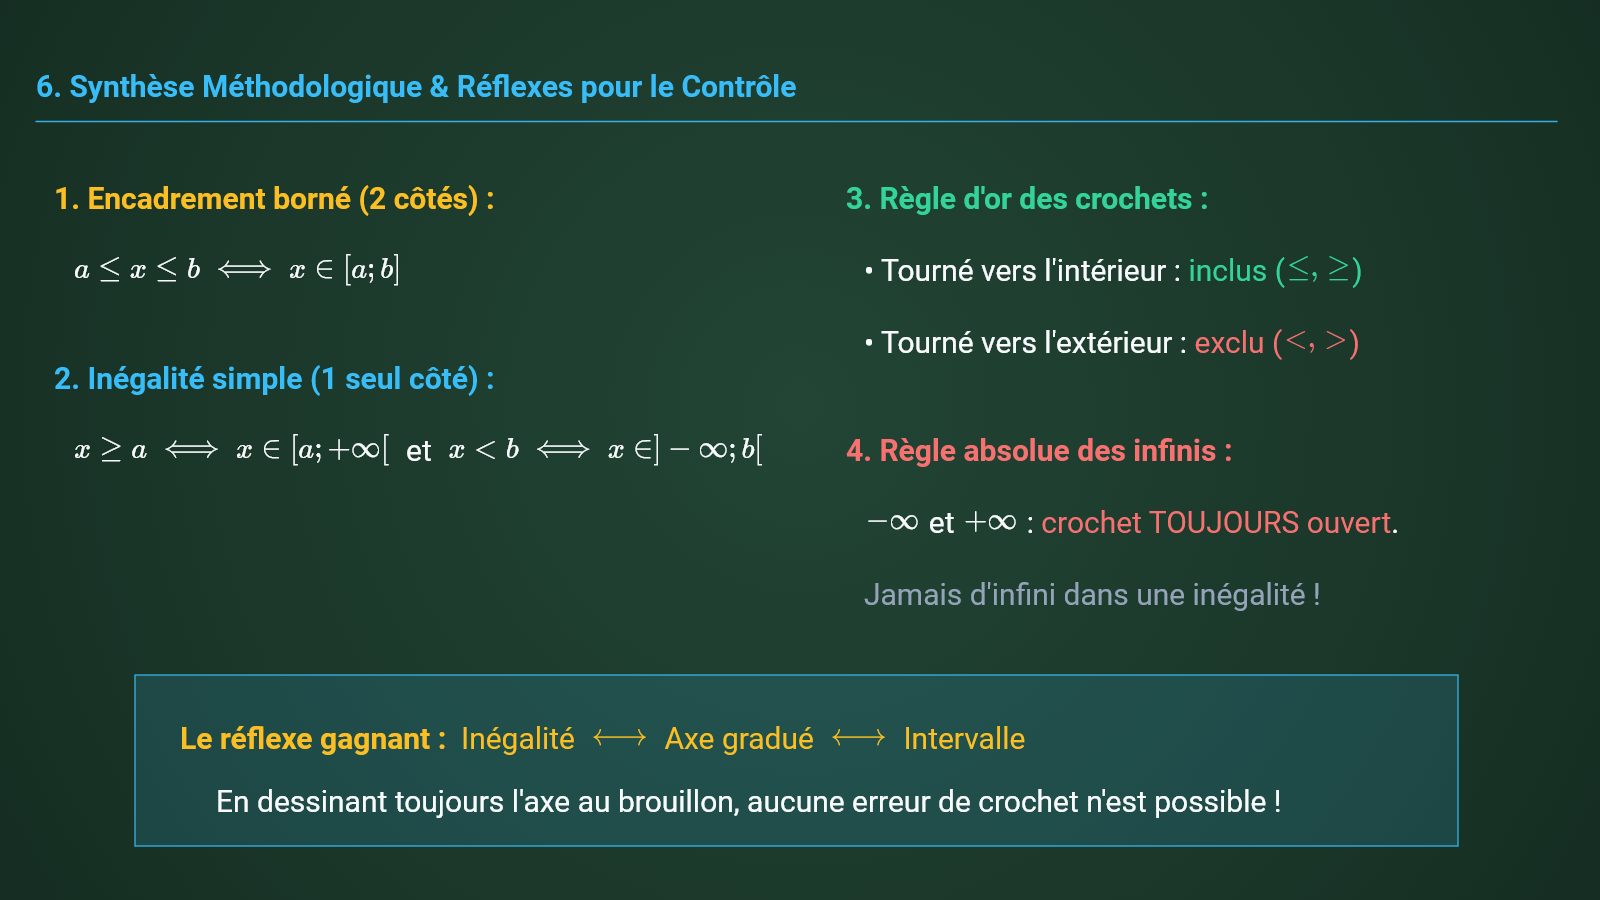 6. Synthèse Méthodologique & Réflexes pour le Contrôle
1. Encadrement borné (2 côtés) :
a ≤ x ≤ b ⟺ x ∈ [a; b]
2. Inégalité simple (1 seul côté) :
x ≥ a ⟺ x ∈ [a; +∞[ et x < b ⟺ x ∈] − ∞; b[
3. Règle d'or des crochets :
• Tourné vers l'intérieur : inclus (≤, ≥)
• Tourné vers l'extérieur : exclu (<, >)
4. Règle absolue des infinis :
−∞ et +∞ : crochet TOUJOURS ouvert.
Jamais d'infini dans une inégalité !
Le réflexe gagnant : Inégalité ⟷ Axe gradué ⟷ Intervalle
En dessinant toujours l'axe au brouillon, aucune erreur de crochet n'est possible !